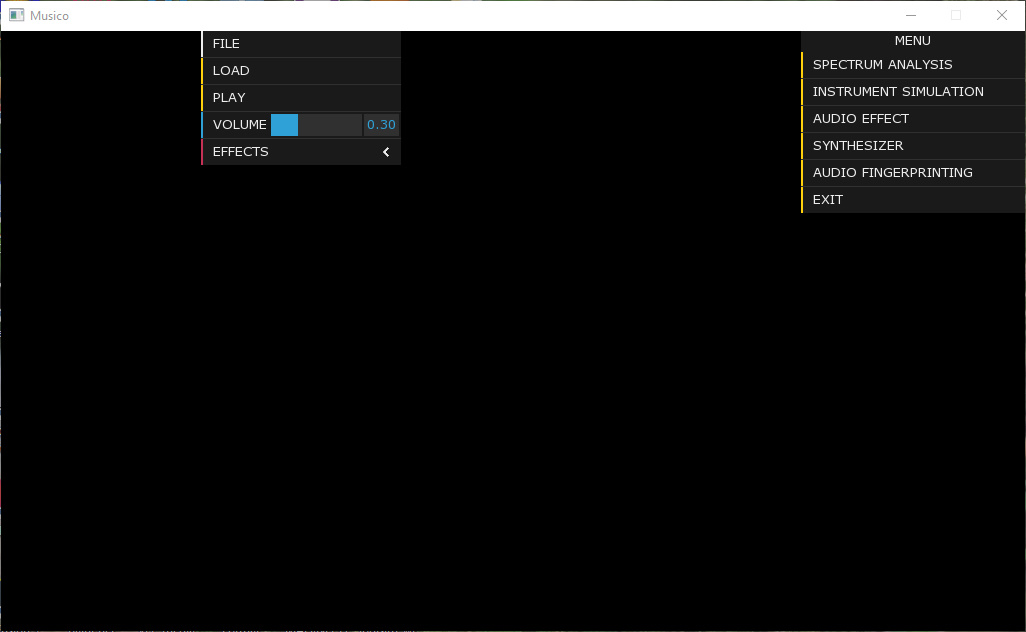 Musico
FILE
LOAD
PLAY
VOLUME 0.30
EFFECTS
MENU
SPECTRUM ANALYSIS
INSTRUMENT SIMULATION
AUDIO EFFECT
SYNTHESIZER
AUDIO FINGERPRINTING
EXIT